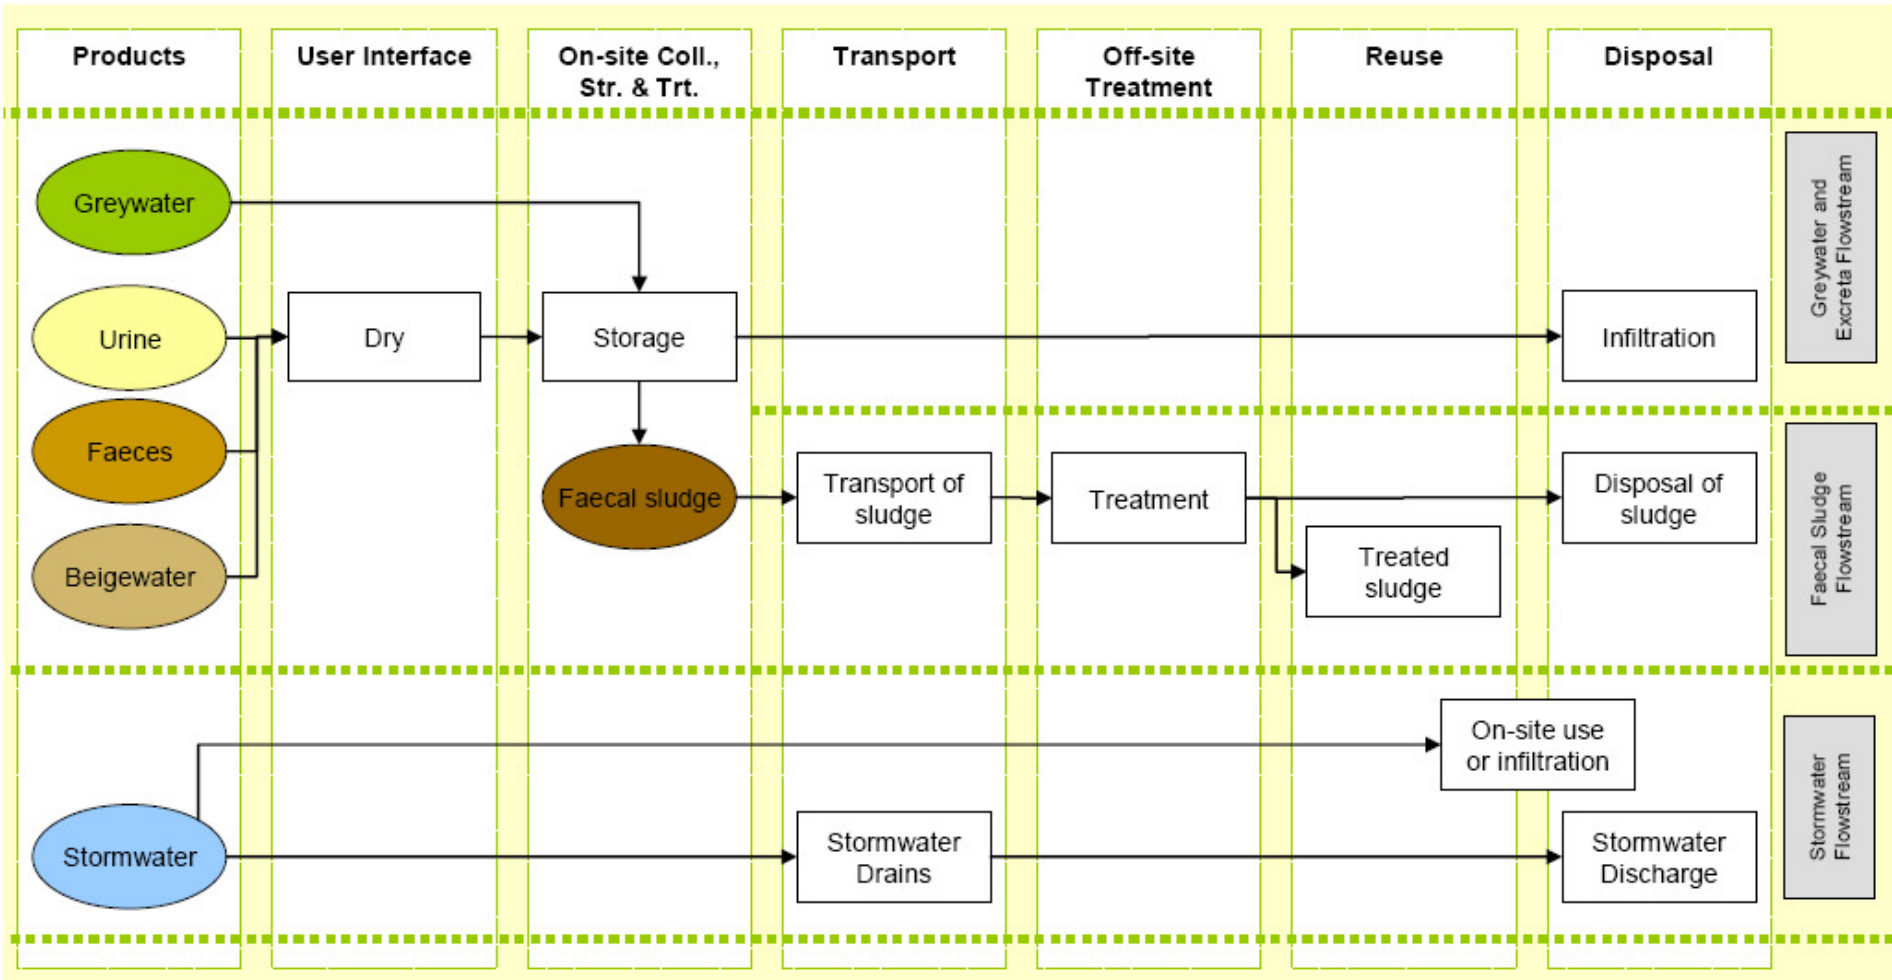 Products
User Interface
On-site Coll.,
Str. & Trt.
Transport
Off-site
Treatment
Reuse
Disposal
Greywater
Urine
Faeces
Beigewater
Dry
Storage
Infiltration
Greywater and
Excreta Flowstream
Faecal sludge
Transport of
sludge
Treatment
Treated
sludge
Disposal of
sludge
Faecal Sludge
Flowstream
Stormwater
On-site use
or infiltration
Stormwater
Drains
Stormwater
Discharge
Stormwater
Flowstream